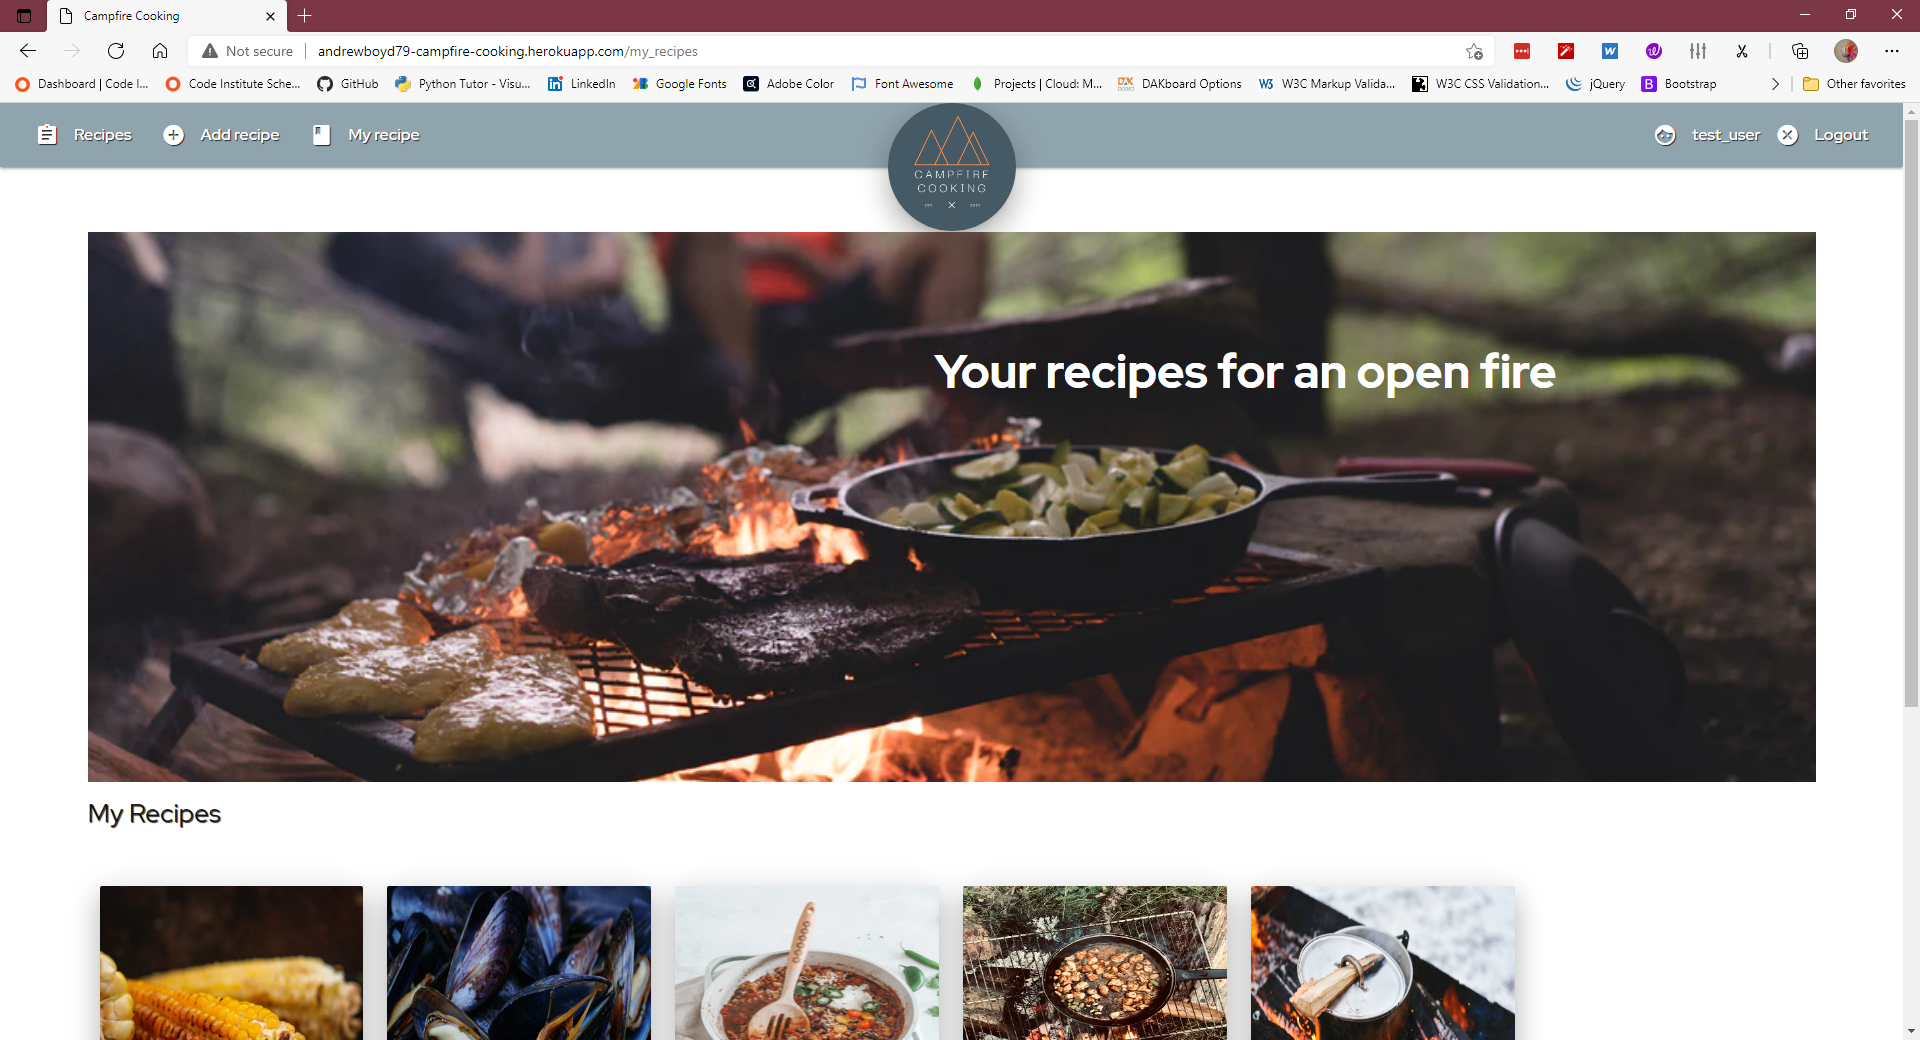 Campfire Cooking
Not secure
andrewboyd79-campfire-cooking.herokuapp.com/my_recipes
Dashboard | Code I...
Code Institute Sche...
GitHub
Python Tutor - Visu...
LinkedIn
Google Fonts
Adobe Color
Font Awesome
Projects | Cloud: M...
DAKboard Options
W3C Markup Valida...
W3C CSS Validation...
jQuery
Bootstrap
Other favorites
Recipes
Add recipe
My recipe
CAMPFIRE
COOKING
test_user
Logout
Your recipes for an open fire
My Recipes